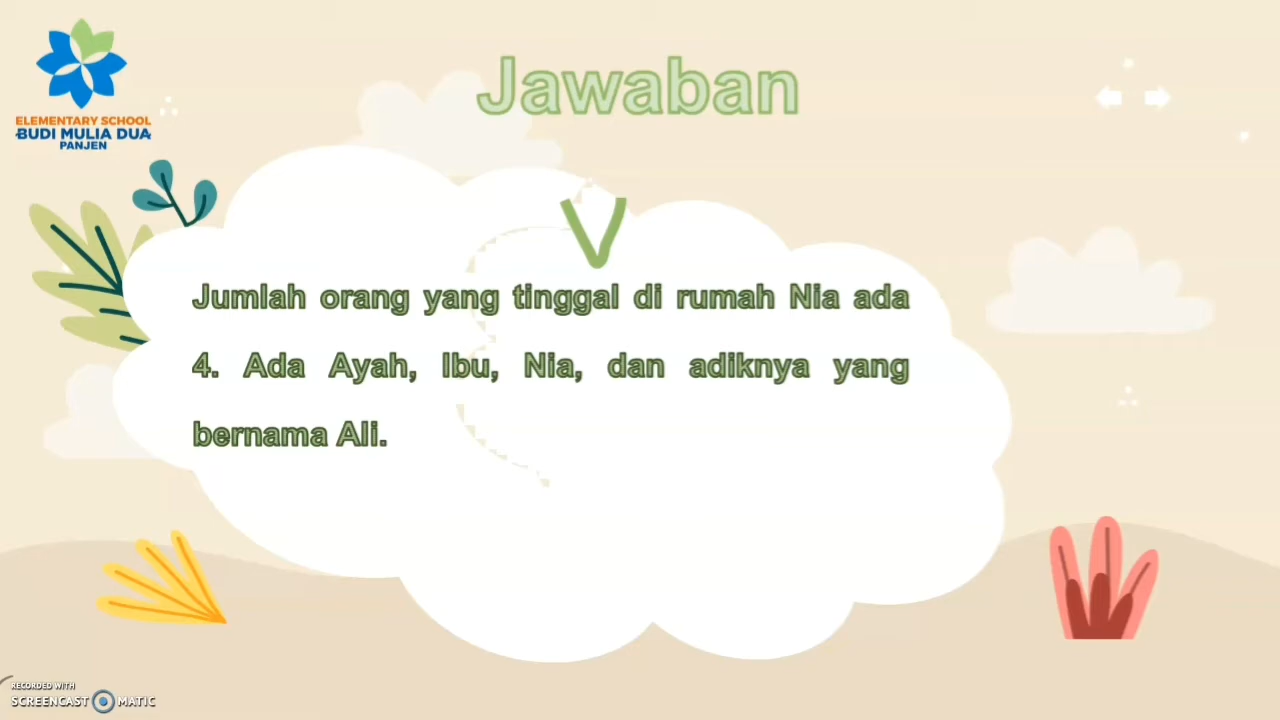 ELEMENTARY SCHOOL
BUDI MULIA DUA
PANJEN
Jawaban
V
Jumlah orang yang tinggal di rumah Nia ada
4. Ada Ayah, Ibu, Nia, dan adiknya yang
bernama Ali.
RECORDED WITH
SCREENCAST MATIC